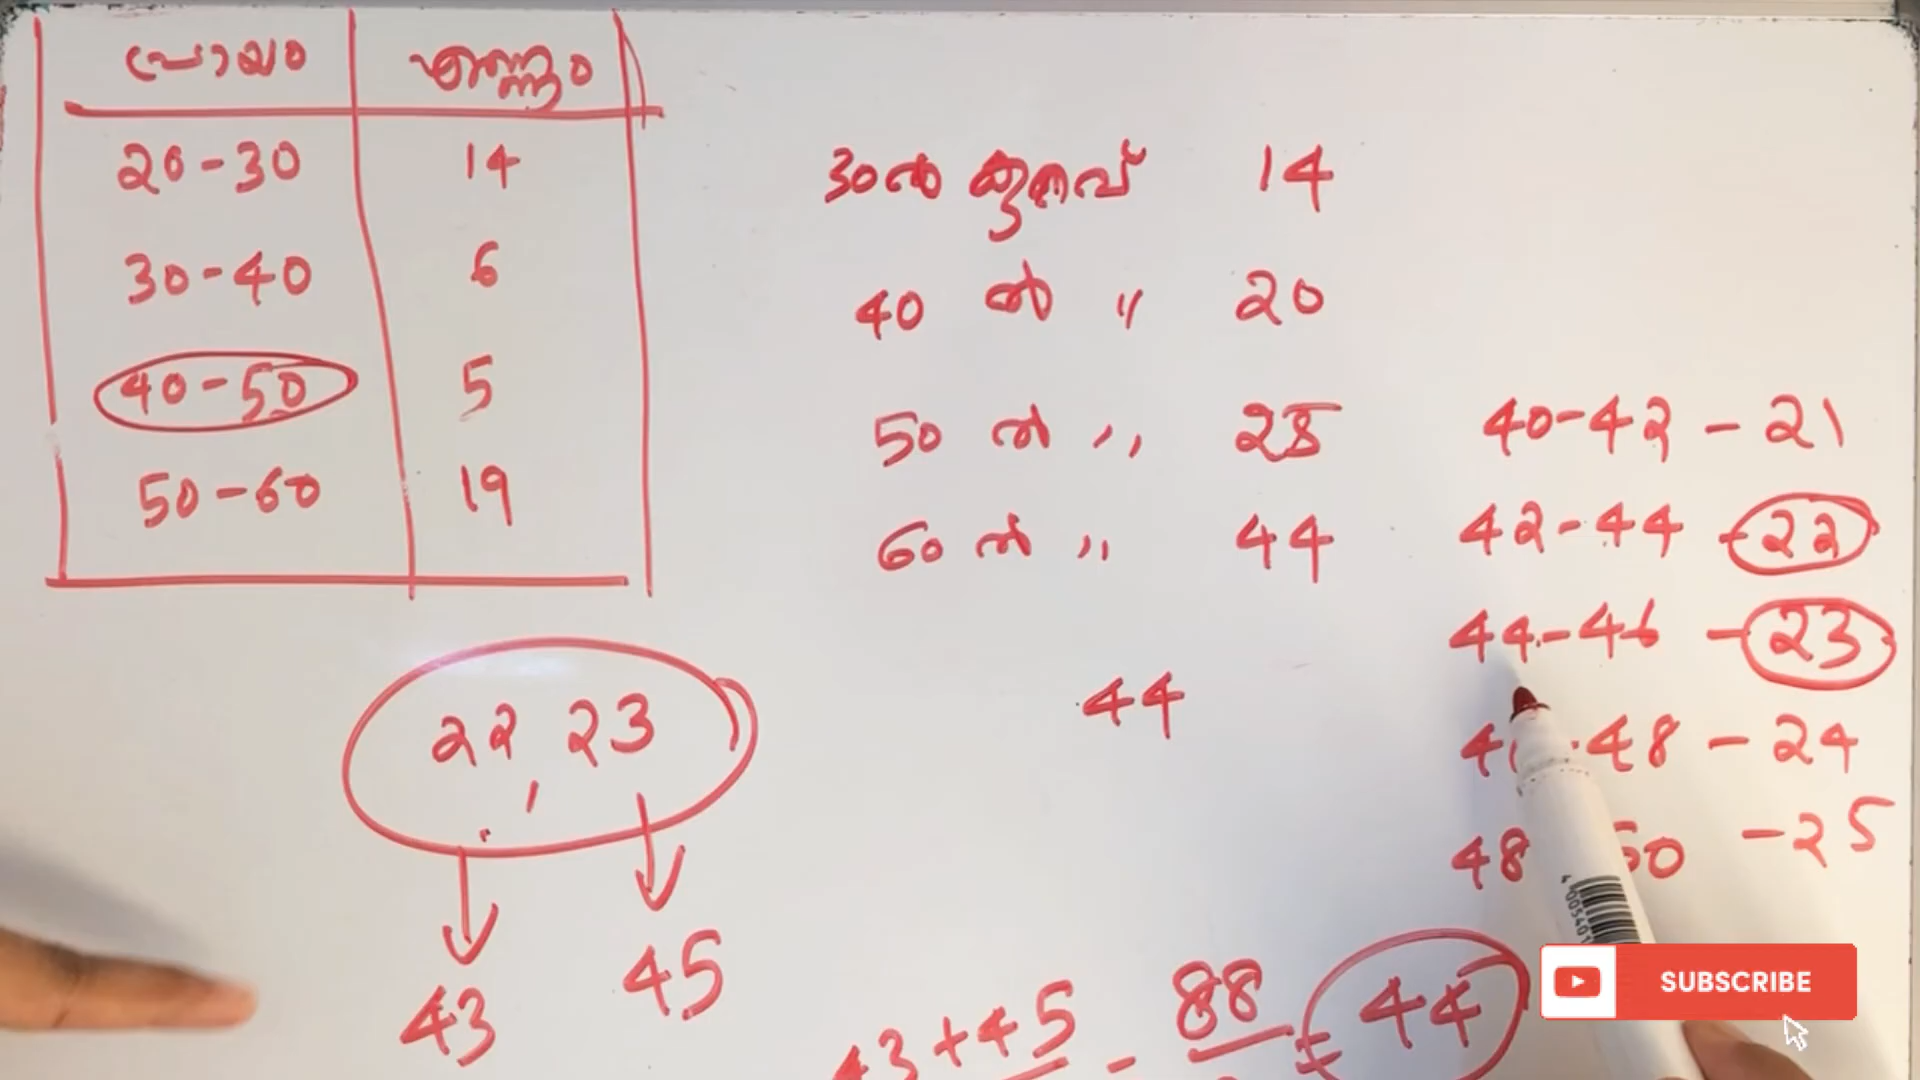 പ്രായം എണ്ണം
20-30 14
30-40 6
40-50 5
50-60 19
30ൽ കുറവ് 14
40 ൽ " 20
50 ൽ " 25
60 ൽ " 44
44
40-42 - 21
42-44 - 22
44-46 - 23
48 - 24
48 50 - 25
22, 23
43 45
43+45 = 88 = 44
SUBSCRIBE